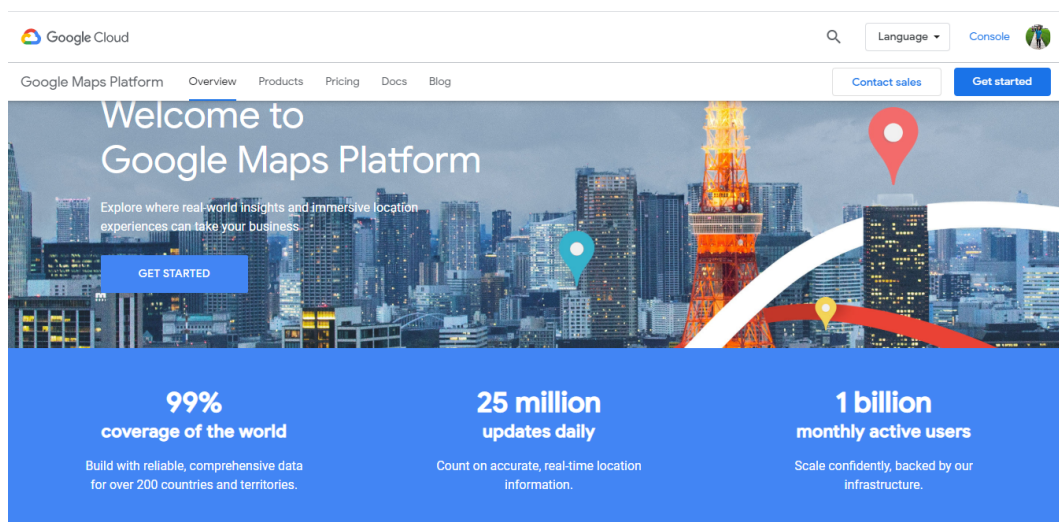 Google Cloud
Language
Console
Google Maps Platform
Overview
Products
Pricing
Docs
Blog
Contact sales
Get started
Welcome to
Google Maps Platform
Explore where real-world insights and immersive location
experiences can take your business
GET STARTED
99%
coverage of the world
Build with reliable, comprehensive data
for over 200 countries and territories.
25 million
updates daily
Count on accurate, real-time location
information.
1 billion
monthly active users
Scale confidently, backed by our
infrastructure.